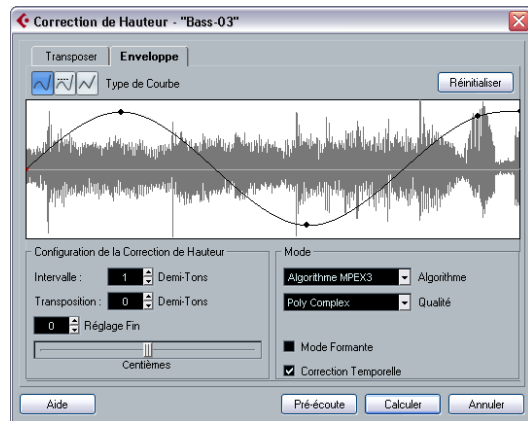 Correction de Hauteur - "Bass-03"
Transposer Enveloppe
Type de Courbe Réinitialiser
Configuration de la Correction de Hauteur
Intervalle : 1 Demi-Tons
Transposition : 0 Demi-Tons
0 Réglage Fin
Centièmes
Mode
Algorithme MPEX3 Algorithme
Poly Complex Qualité
Mode Formante
Correction Temporelle
Aide Pré-écoute Calculer Annuler